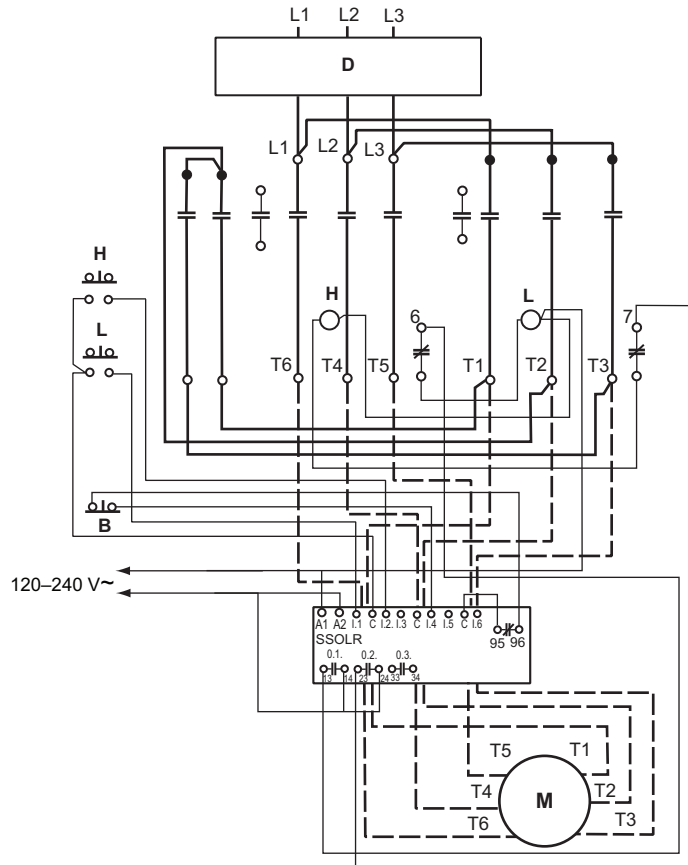 L1 L2 L3
D
L1 L2 L3
H
L
H 6 L 7
T6 T4 T5 T1 T2 T3
B
120–240 V~
A1 A2 I.1 C I.2. I.3 C I.4 I.5 C I.6
SSOLR 95 96
0.1. 0.2. 0.3.
13 14 23 24 33 34
T5 T1
T4 M T2
T6 T3